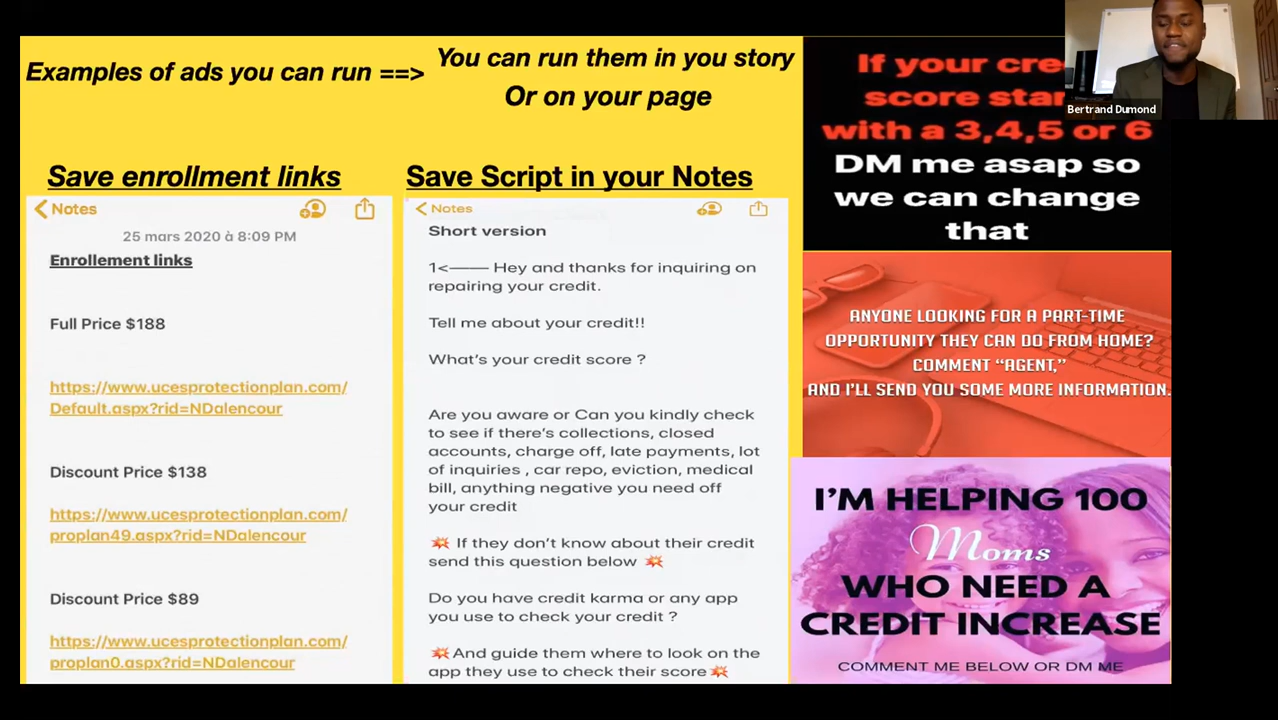 Examples of ads you can run ==>
You can run them in you story
Or on your page
Save enrollment links
Notes
25 mars 2020 à 8:09 PM
Enrollement links
Full Price $188
https://www.ucesprotectionplan.com/
Default.aspx?rid=NDalencour
Discount Price $138
https://www.ucesprotectionplan.com/
proplan49.aspx?rid=NDalencour
Discount Price $89
https://www.ucesprotectionplan.com/
proplan0.aspx?rid=NDalencour
Save Script in your Notes
Notes
Short version
1<—— Hey and thanks for inquiring on
repairing your credit.
Tell me about your credit!!
What's your credit score ?
Are you aware or Can you kindly check
to see if there's collections, closed
accounts, charge off, late payments, lot
of inquiries , car repo, eviction, medical
bill, anything negative you need off
your credit
💥 If they don't know about their credit
send this question below 💥
Do you have credit karma or any app
you use to check your credit ?
💥And guide them where to look on the
app they use to check their score💥
If your
score
with a 3,4,5 or 6
DM me asap so
we can change
that
ANYONE LOOKING FOR A PART-TIME
OPPORTUNITY THEY CAN DO FROM HOME?
COMMENT “AGENT,”
AND I'LL SEND YOU SOME MORE INFORMATION.
I'M HELPING 100
Moms
WHO NEED A
CREDIT INCREASE
COMMENT ME BELOW OR DM ME
Bertrand Dumond